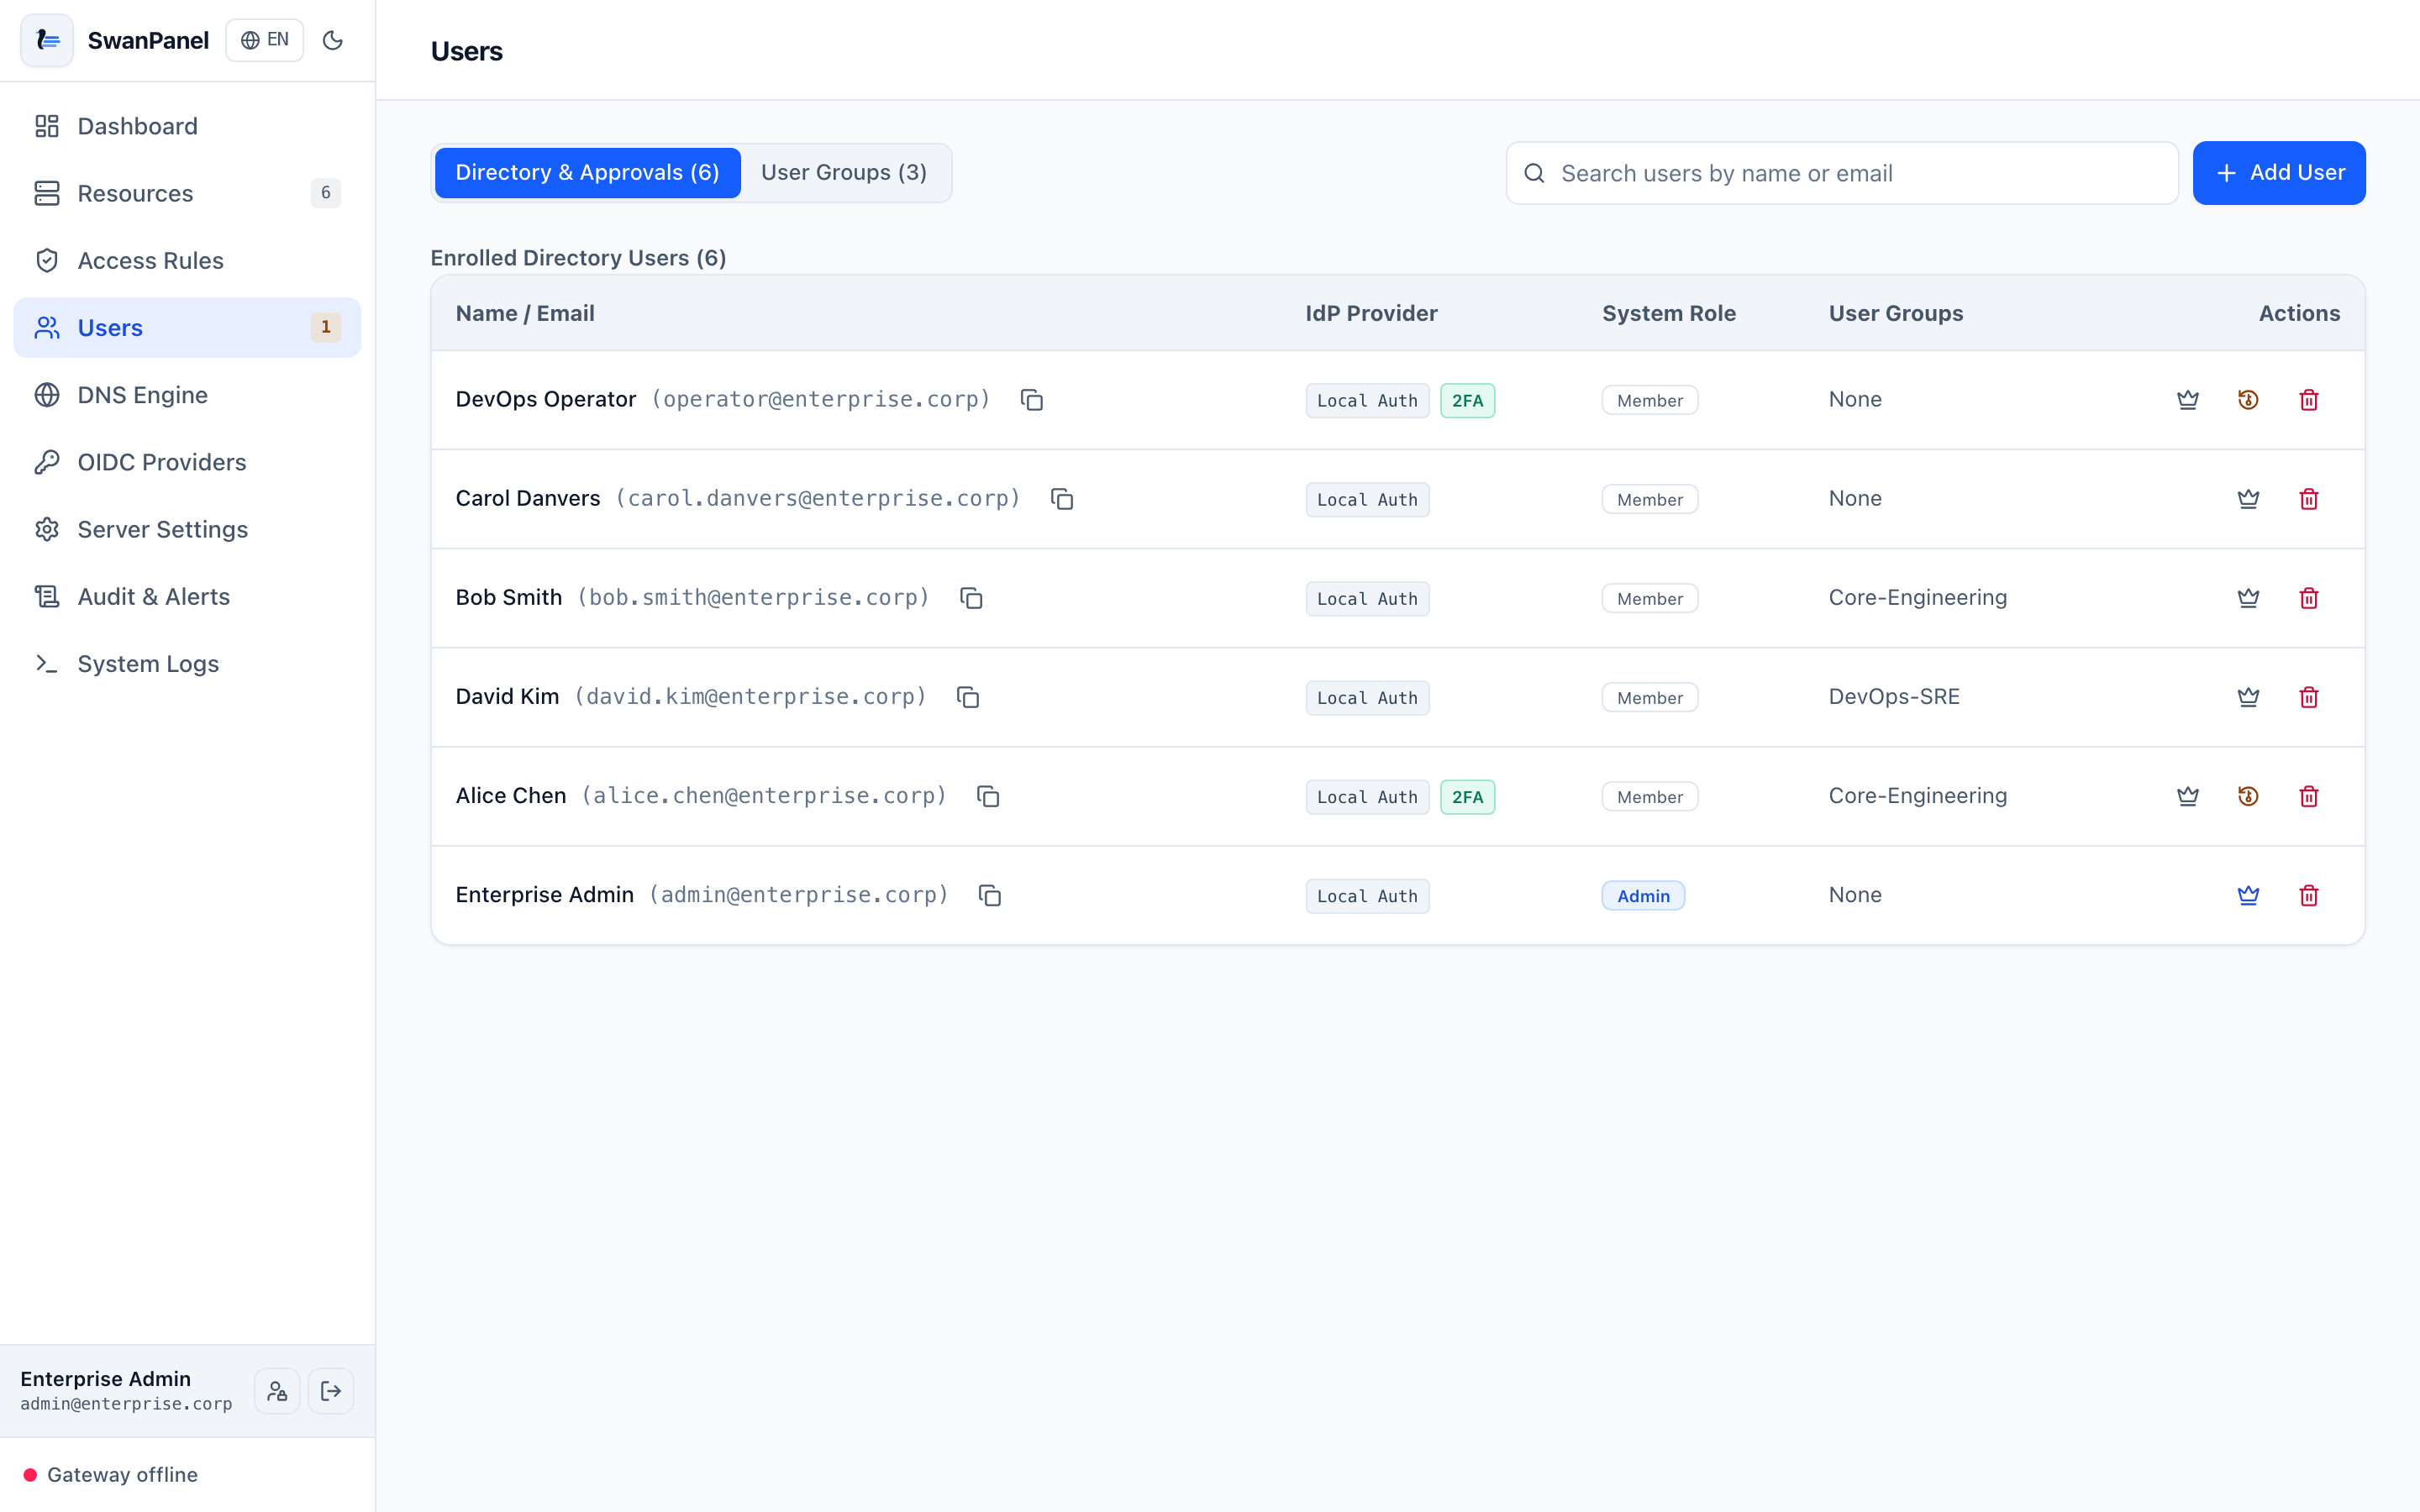 SwanPanel EN
Dashboard
Resources 6
Access Rules
Users 1
DNS Engine
OIDC Providers
Server Settings
Audit & Alerts
System Logs
Enterprise Admin
admin@enterprise.corp
Gateway offline
Users
Directory & Approvals (6) User Groups (3) Search users by name or email Add User
Enrolled Directory Users (6)
Name / Email IdP Provider System Role User Groups Actions
DevOps Operator (operator@enterprise.corp) Local Auth 2FA Member None
Carol Danvers (carol.danvers@enterprise.corp) Local Auth Member None
Bob Smith (bob.smith@enterprise.corp) Local Auth Member Core-Engineering
David Kim (david.kim@enterprise.corp) Local Auth Member DevOps-SRE
Alice Chen (alice.chen@enterprise.corp) Local Auth 2FA Member Core-Engineering
Enterprise Admin (admin@enterprise.corp) Local Auth Admin None